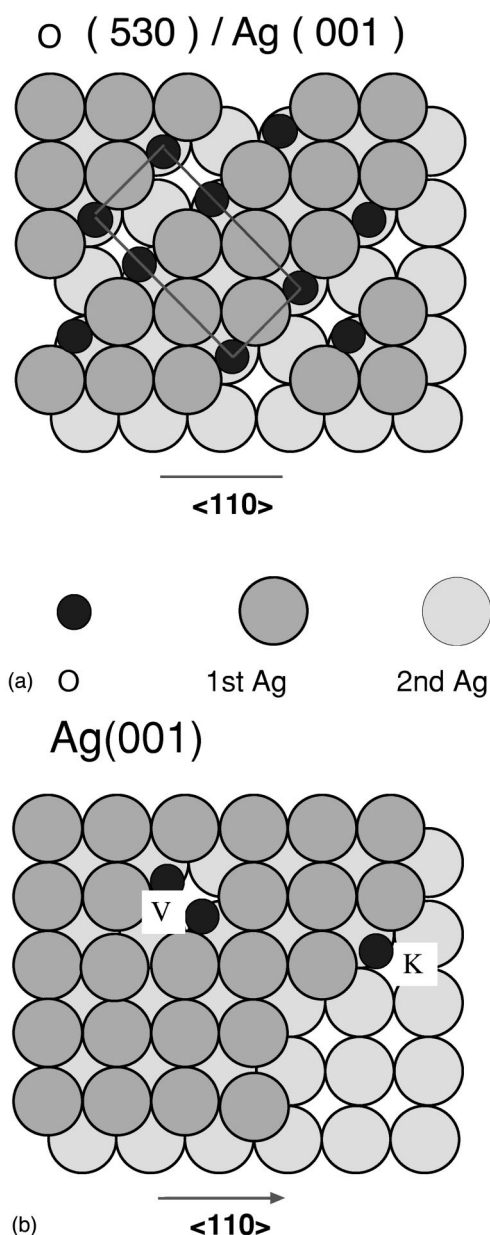 O (530) / Ag (001)
<110>
(a) O 1st Ag 2nd Ag
Ag(001)
V
K
(b) <110>